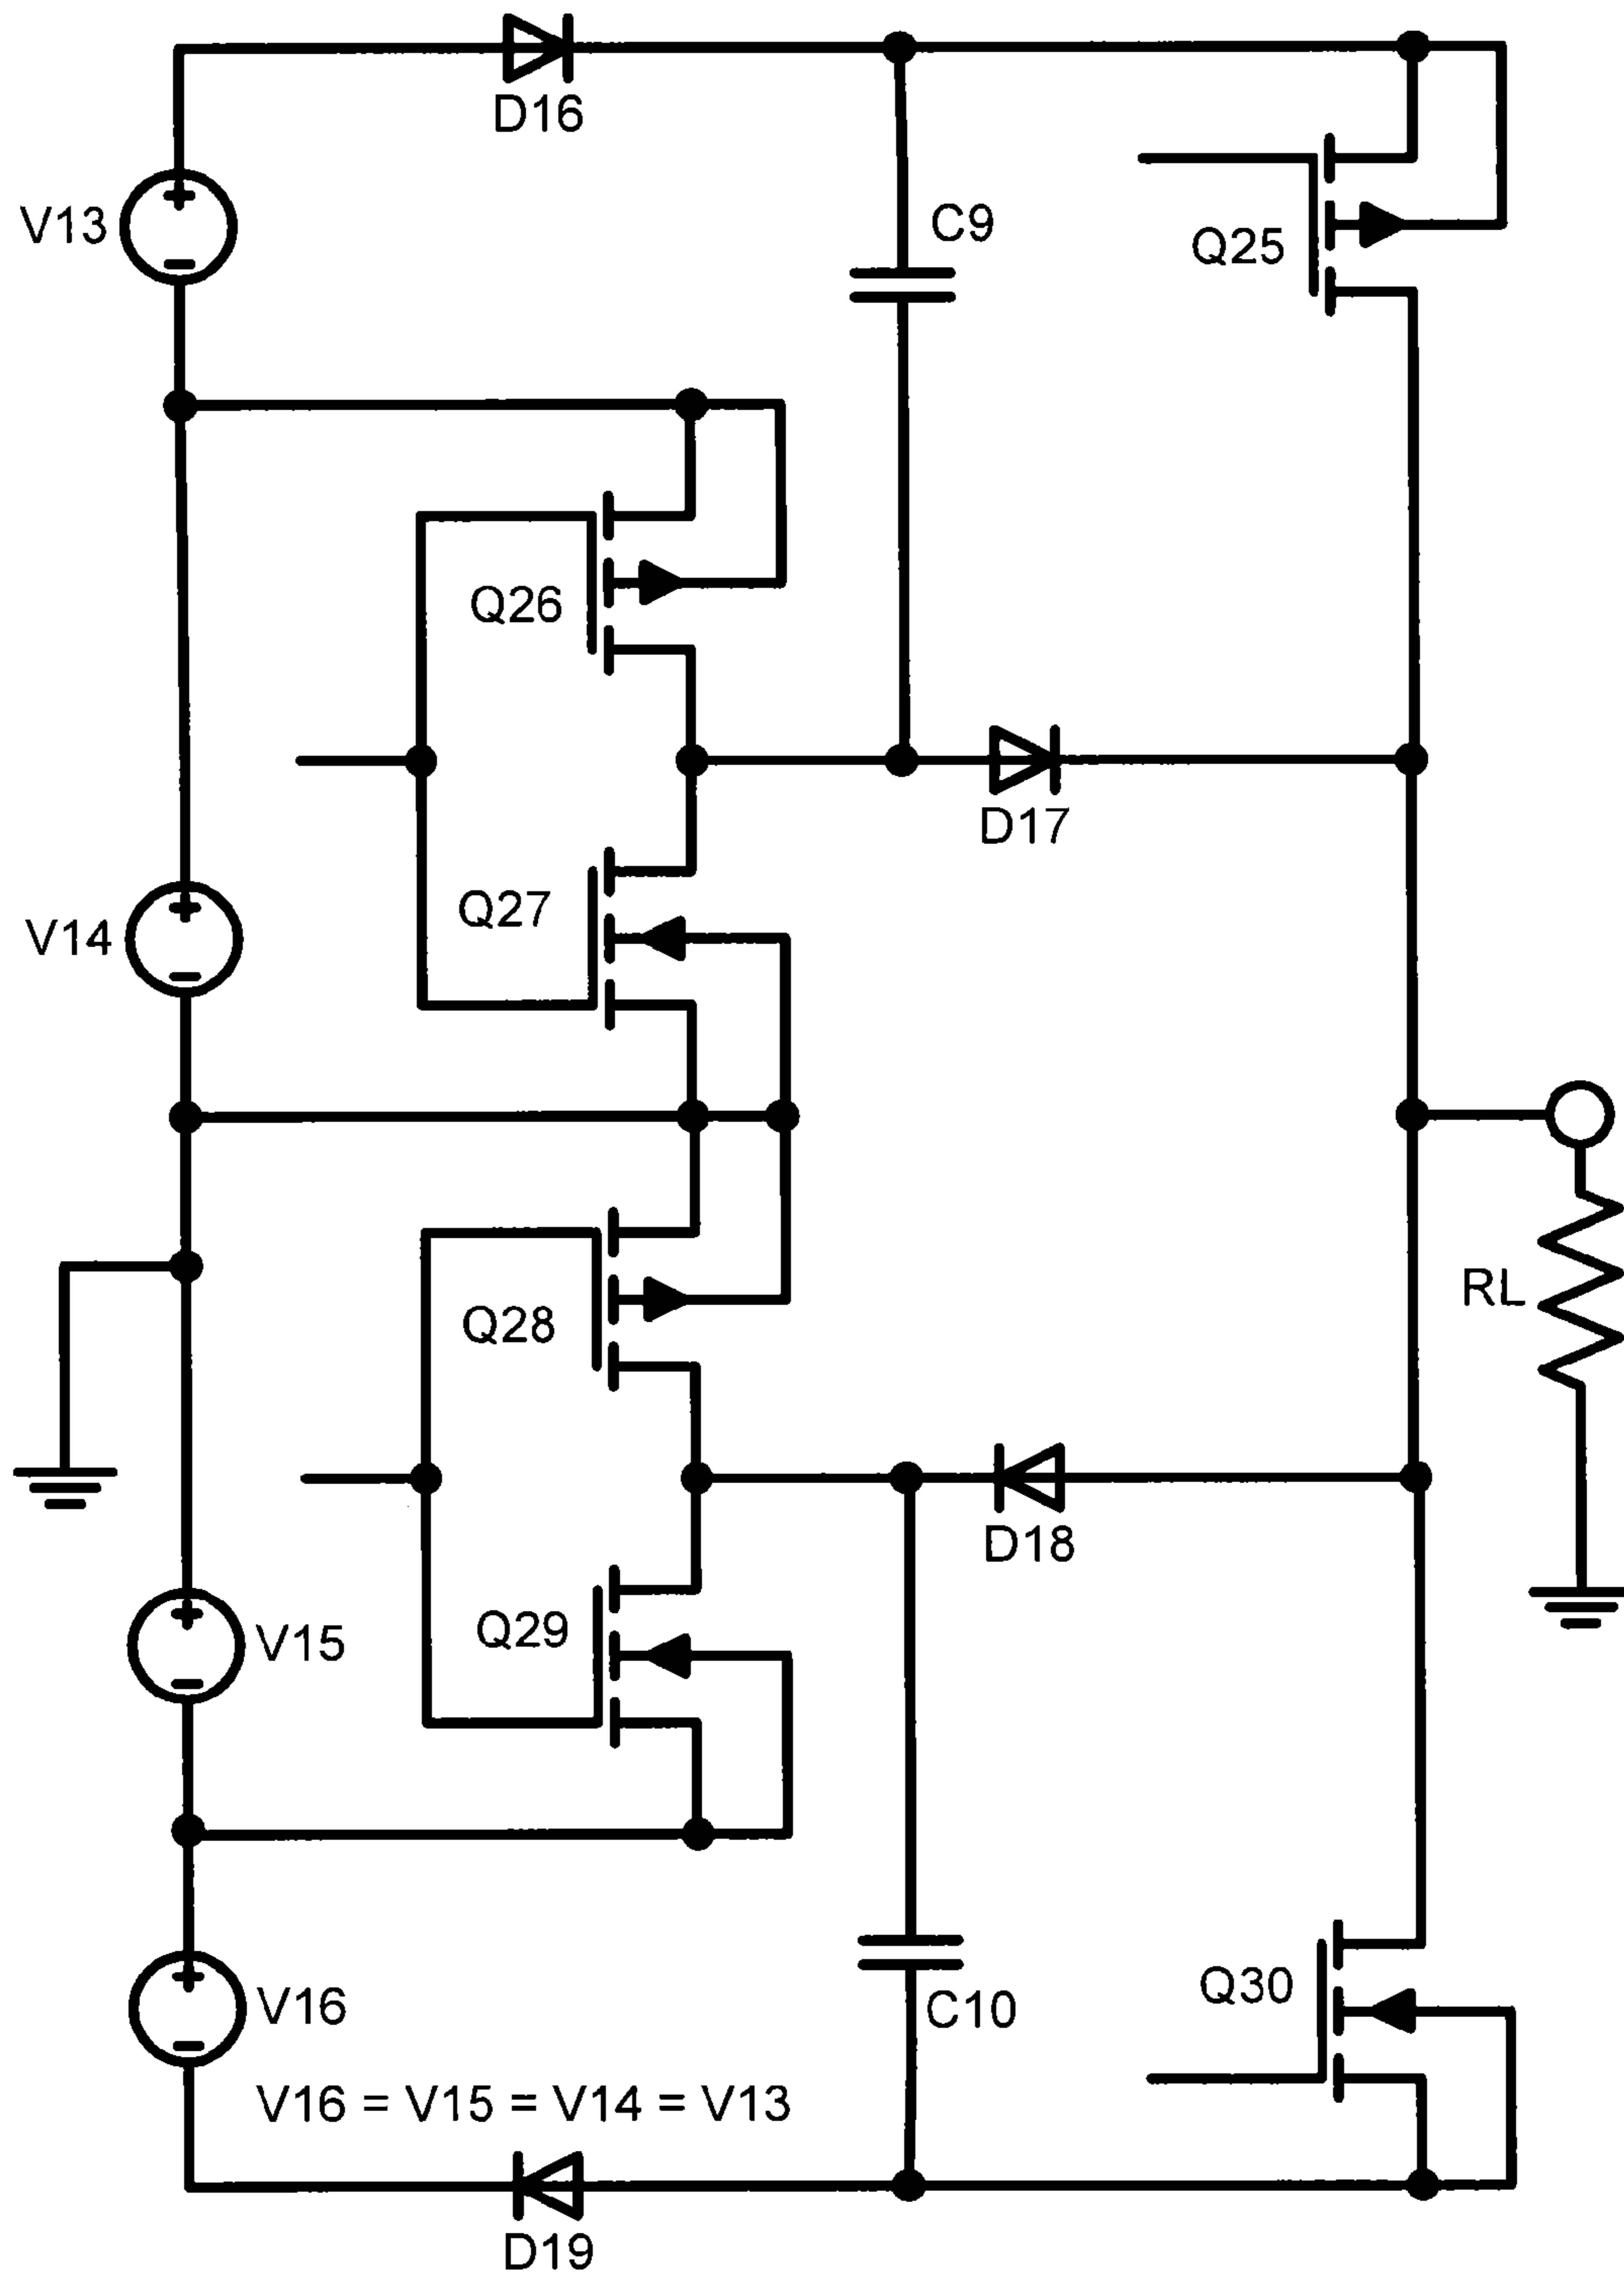 D16
V13
C9
Q25
Q26
D17
Q27
V14
RL
Q28
D18
Q29
V15
Q30
V16
C10
V16 = V15 = V14 = V13
D19